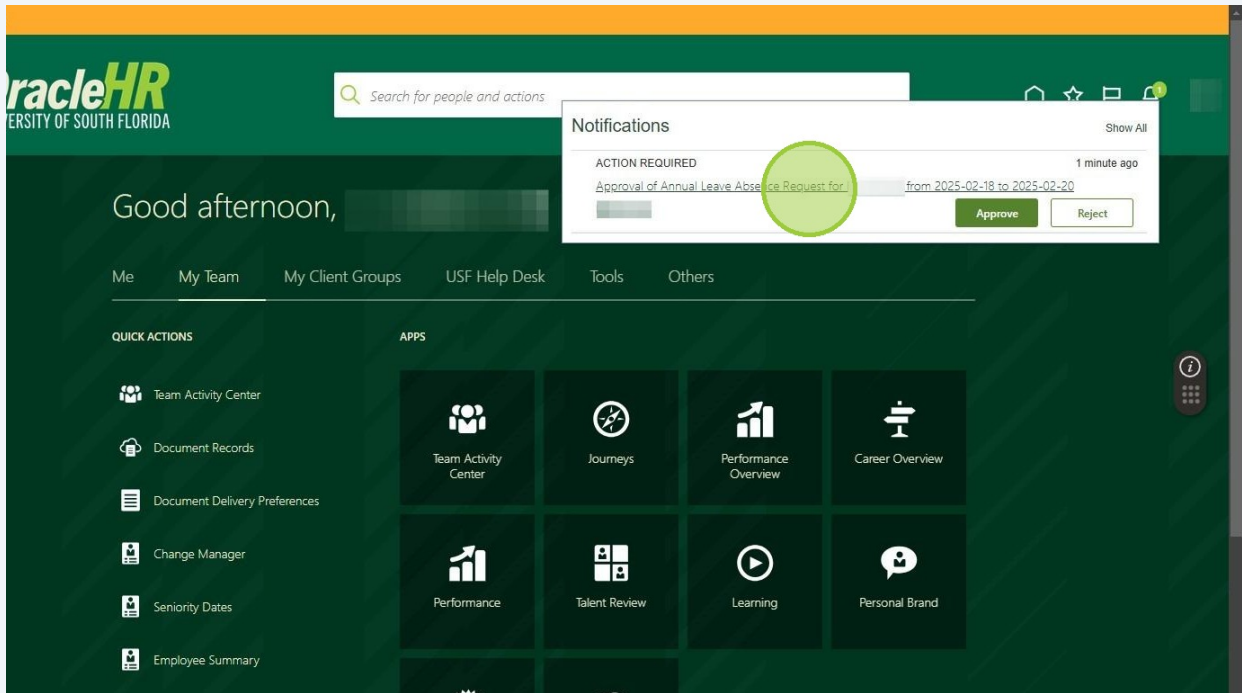 racleHR
ERSITY OF SOUTH FLORIDA
Search for people and actions
1
Notifications
Show All
ACTION REQUIRED
1 minute ago
Approval of Annual Leave Absence Request for from 2025-02-18 to 2025-02-20
Approve
Reject
Good afternoon,
Me My Team My Client Groups USF Help Desk Tools Others
QUICK ACTIONS
Team Activity Center
Document Records
Document Delivery Preferences
Change Manager
Seniority Dates
Employee Summary
APPS
Team Activity
Center
Journeys
Performance
Overview
Career Overview
Performance
Talent Review
Learning
Personal Brand